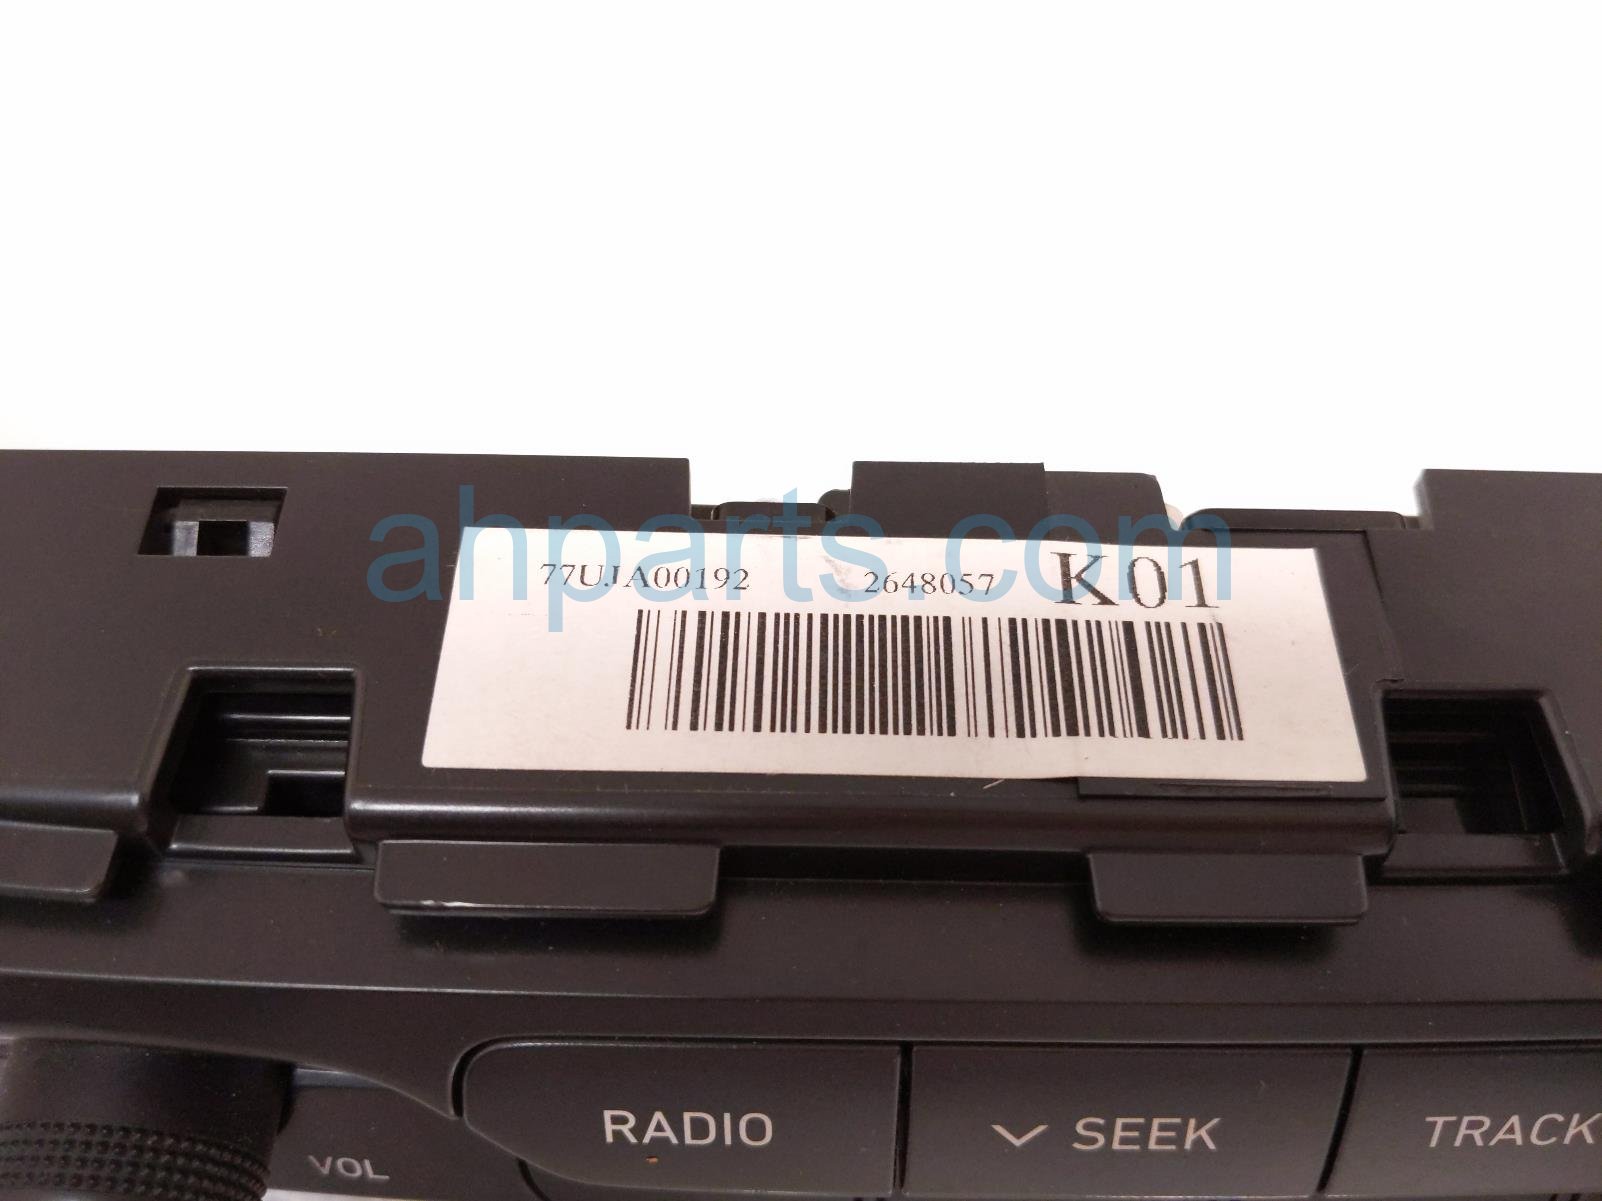 77UJA00192 2648057 K01
ahparts.com
RADIO SEEK TRACK
VOL